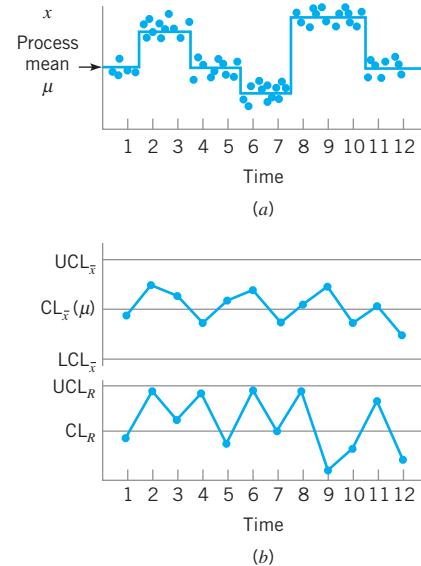 x
Process
mean
μ
1 2 3 4 5 6 7 8 9 10 11 12
Time
(a)
UCL_x̄
CL_x̄(μ)
LCL_x̄
UCL_R
CL_R
1 2 3 4 5 6 7 8 9 10 11 12
Time
(b)